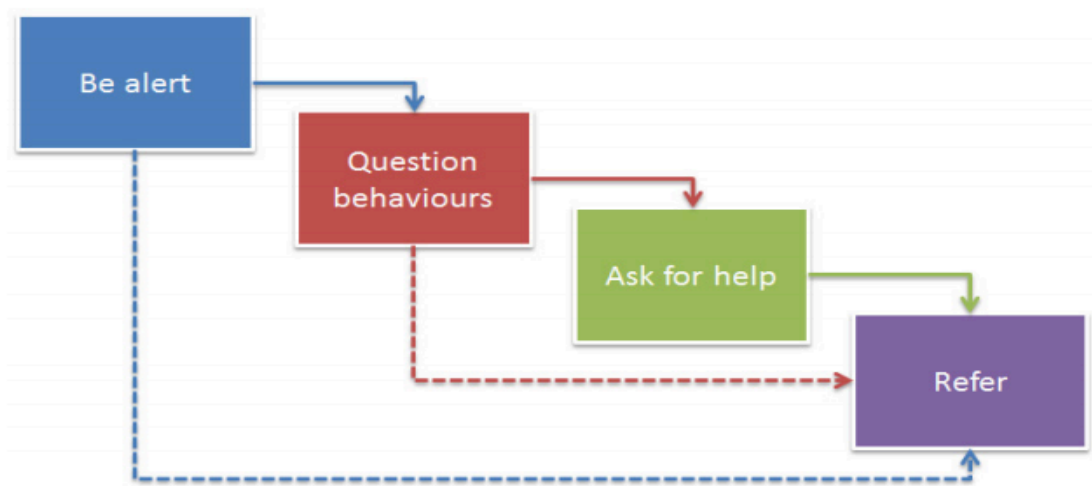 Be alert
Question
behaviours
Ask for help
Refer